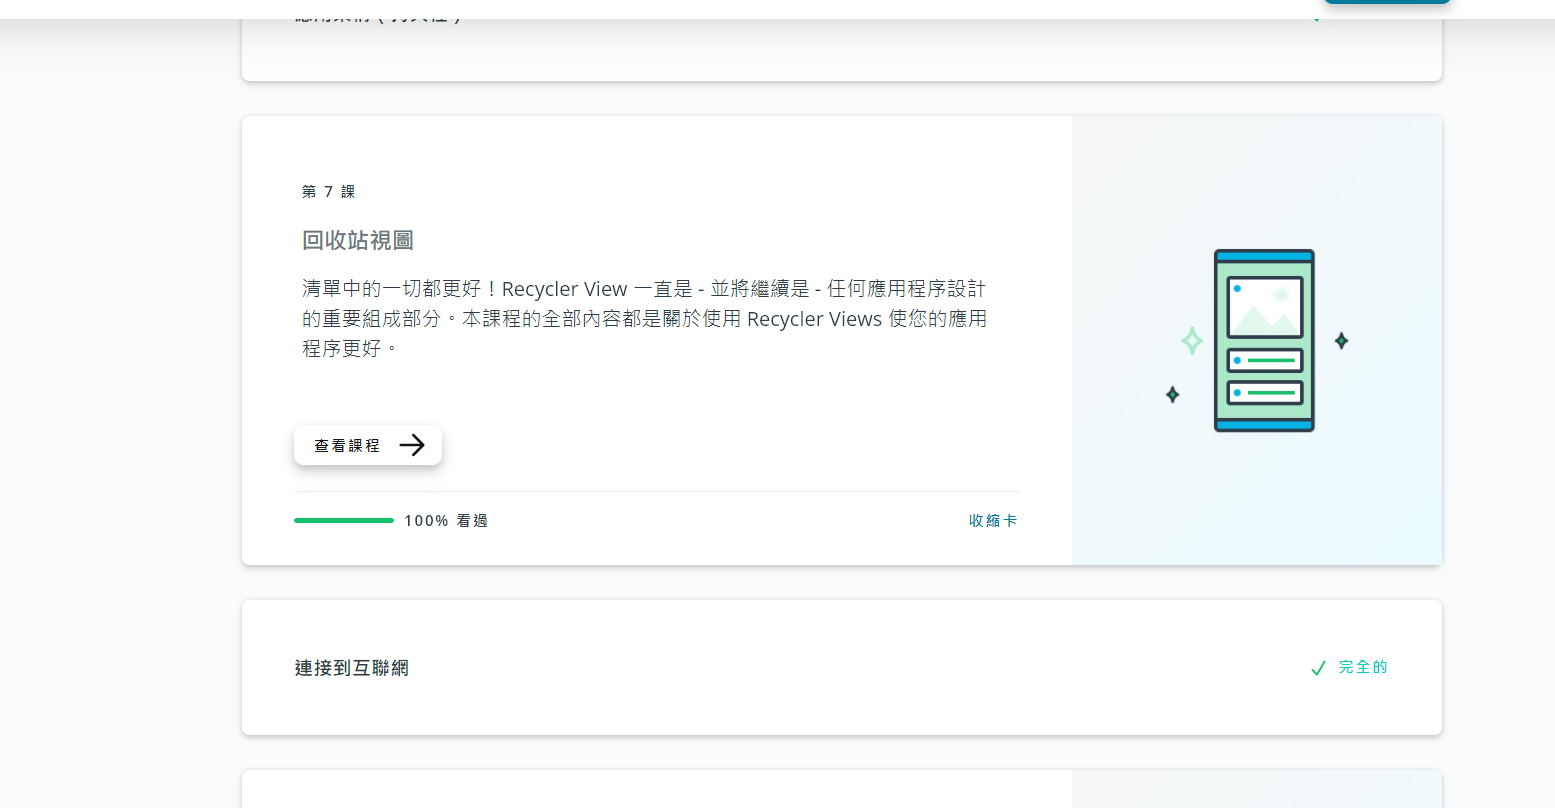 第 7 課
回收站視圖
清單中的一切都更好！Recycler View 一直是 - 並將繼續是 - 任何應用程序設計
的重要組成部分。本課程的全部內容都是關於使用 Recycler Views 使您的應用
程序更好。
查看課程
100% 看過
收縮卡
連接到互聯網
完全的